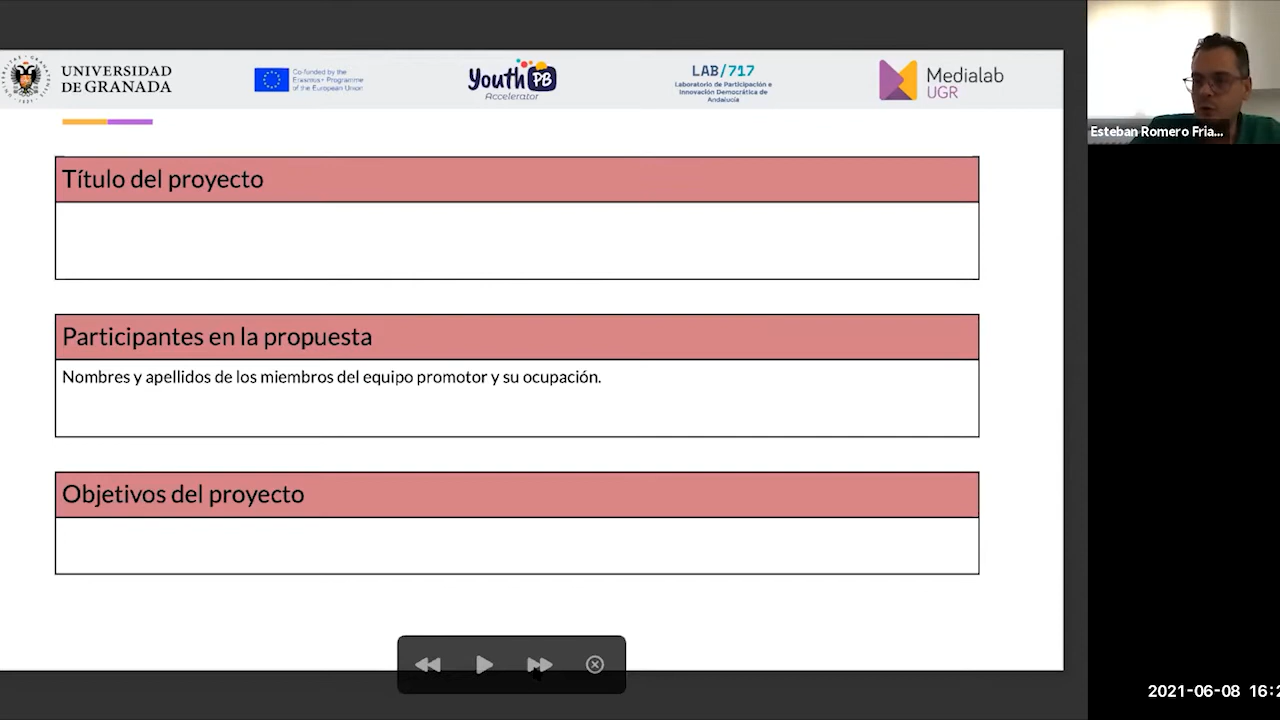 UNIVERSIDAD
DE GRANADA
Co-funded by the
Erasmus+ Programme
of the European Union
Youth PB
Accelerator
LAB/717
Laboratorio de Participación e
Innovación Democrática de
Andalucía
Medialab
UGR
Esteban Romero Fria...
Título del proyecto
Participantes en la propuesta
Nombres y apellidos de los miembros del equipo promotor y su ocupación.
Objetivos del proyecto
2021-06-08 16:2